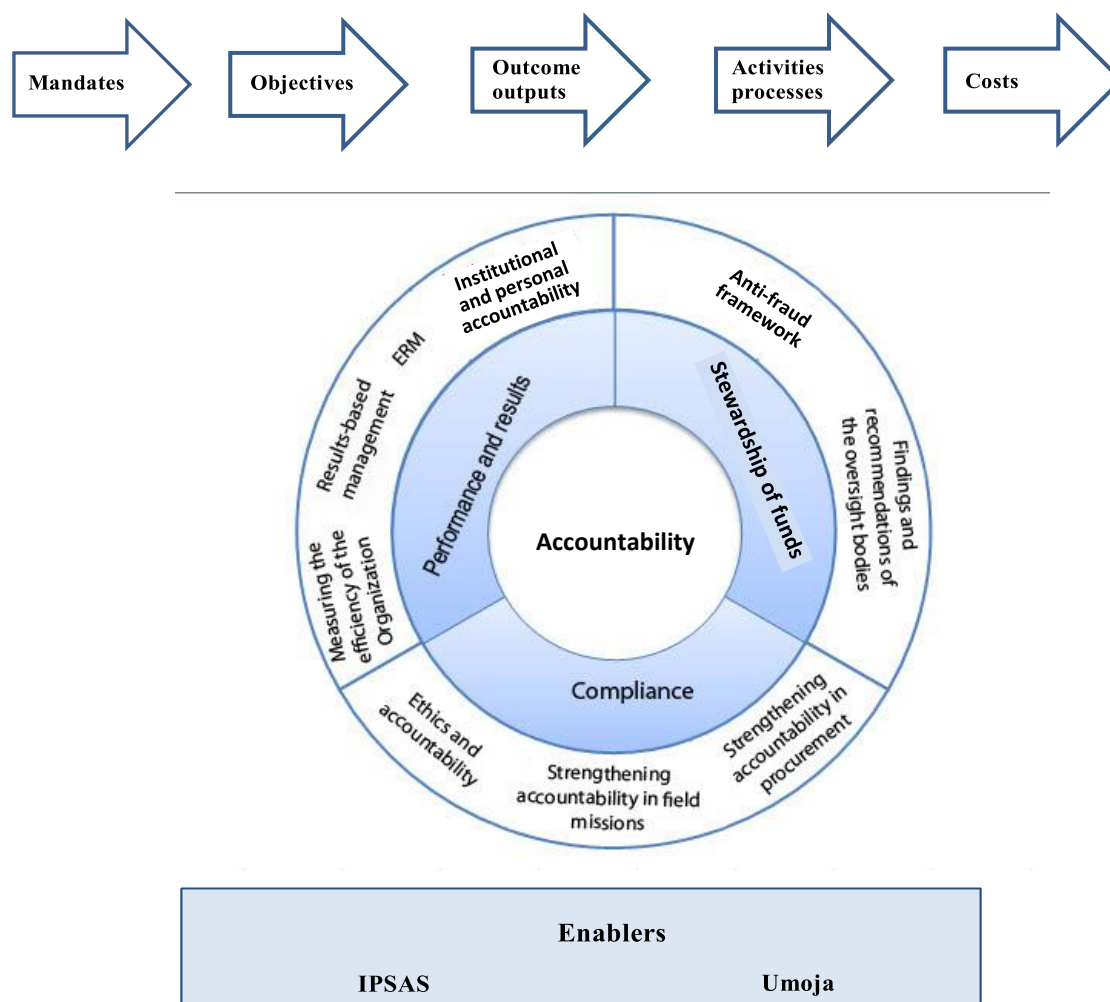 Mandates
Objectives
Outcome
outputs
Activities
processes
Costs
Institutional
and personal
accountability
ERM
Results-based
management
Measuring the
efficiency of the
Organization
Performance and results
Anti-fraud
framework
Findings and
recommendations of
the oversight bodies
Stewardship of funds
Accountability
Compliance
Ethics and
accountability
Strengthening
accountability in field
missions
Strengthening
accountability in
procurement
Enablers
IPSAS
Umoja